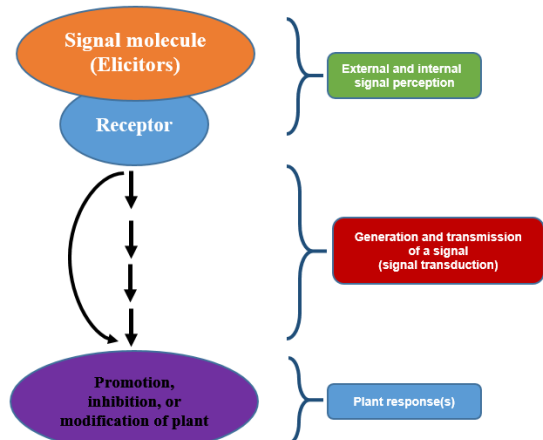 Signal molecule
(Elicitors)
External and internal
signal perception
Receptor
Generation and transmission
of a signal
(signal transduction)
Promotion,
inhibition, or
modification of plant
Plant response(s)